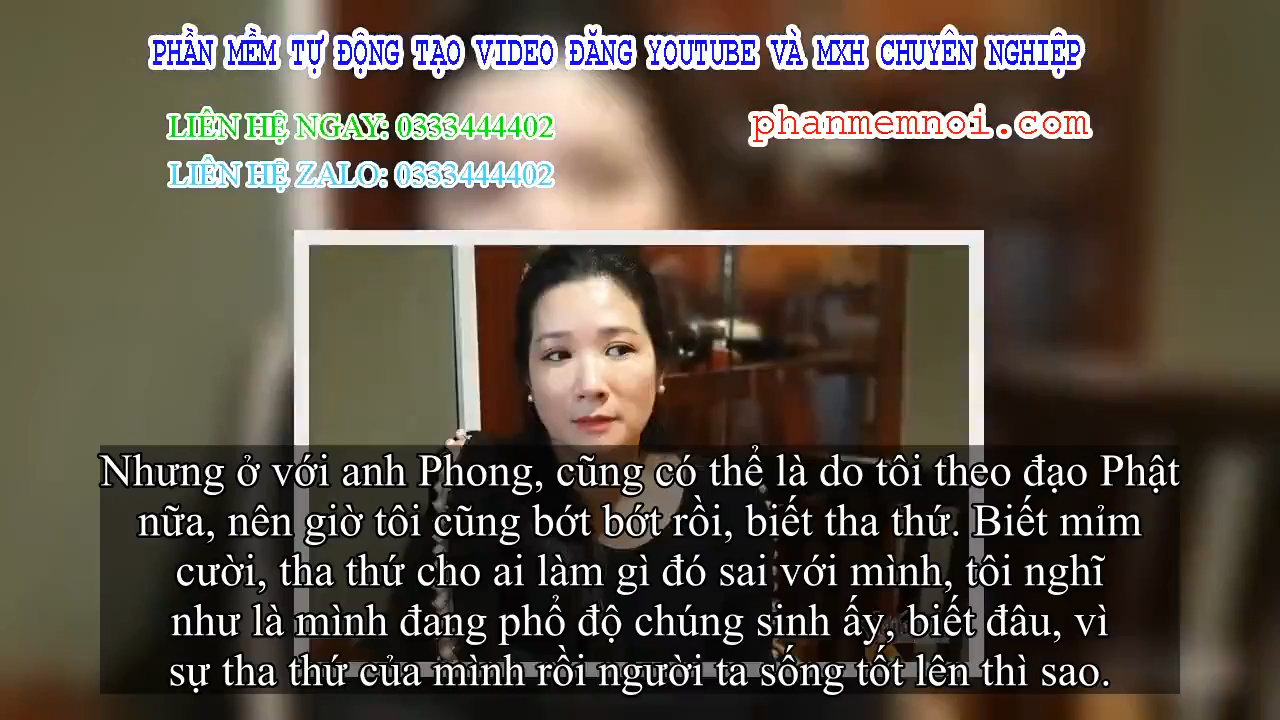 PHẦN MỀM TỰ ĐỘNG TẠO VIDEO ĐĂNG YOUTUBE VÀ MXH CHUYÊN NGHIỆP
LIÊN HỆ NGAY: 0333444402
phanmemnoi.com
LIÊN HỆ ZALO: 0333444402
Nhưng ở với anh Phong, cũng có thể là do tôi theo đạo Phật
nữa, nên giờ tôi cũng bớt bớt rồi, biết tha thứ. Biết mỉm
cười, tha thứ cho ai làm gì đó sai với mình, tôi nghĩ
như là mình đang phổ độ chúng sinh ấy, biết đâu, vì
sự tha thứ của mình rồi người ta sống tốt lên thì sao.